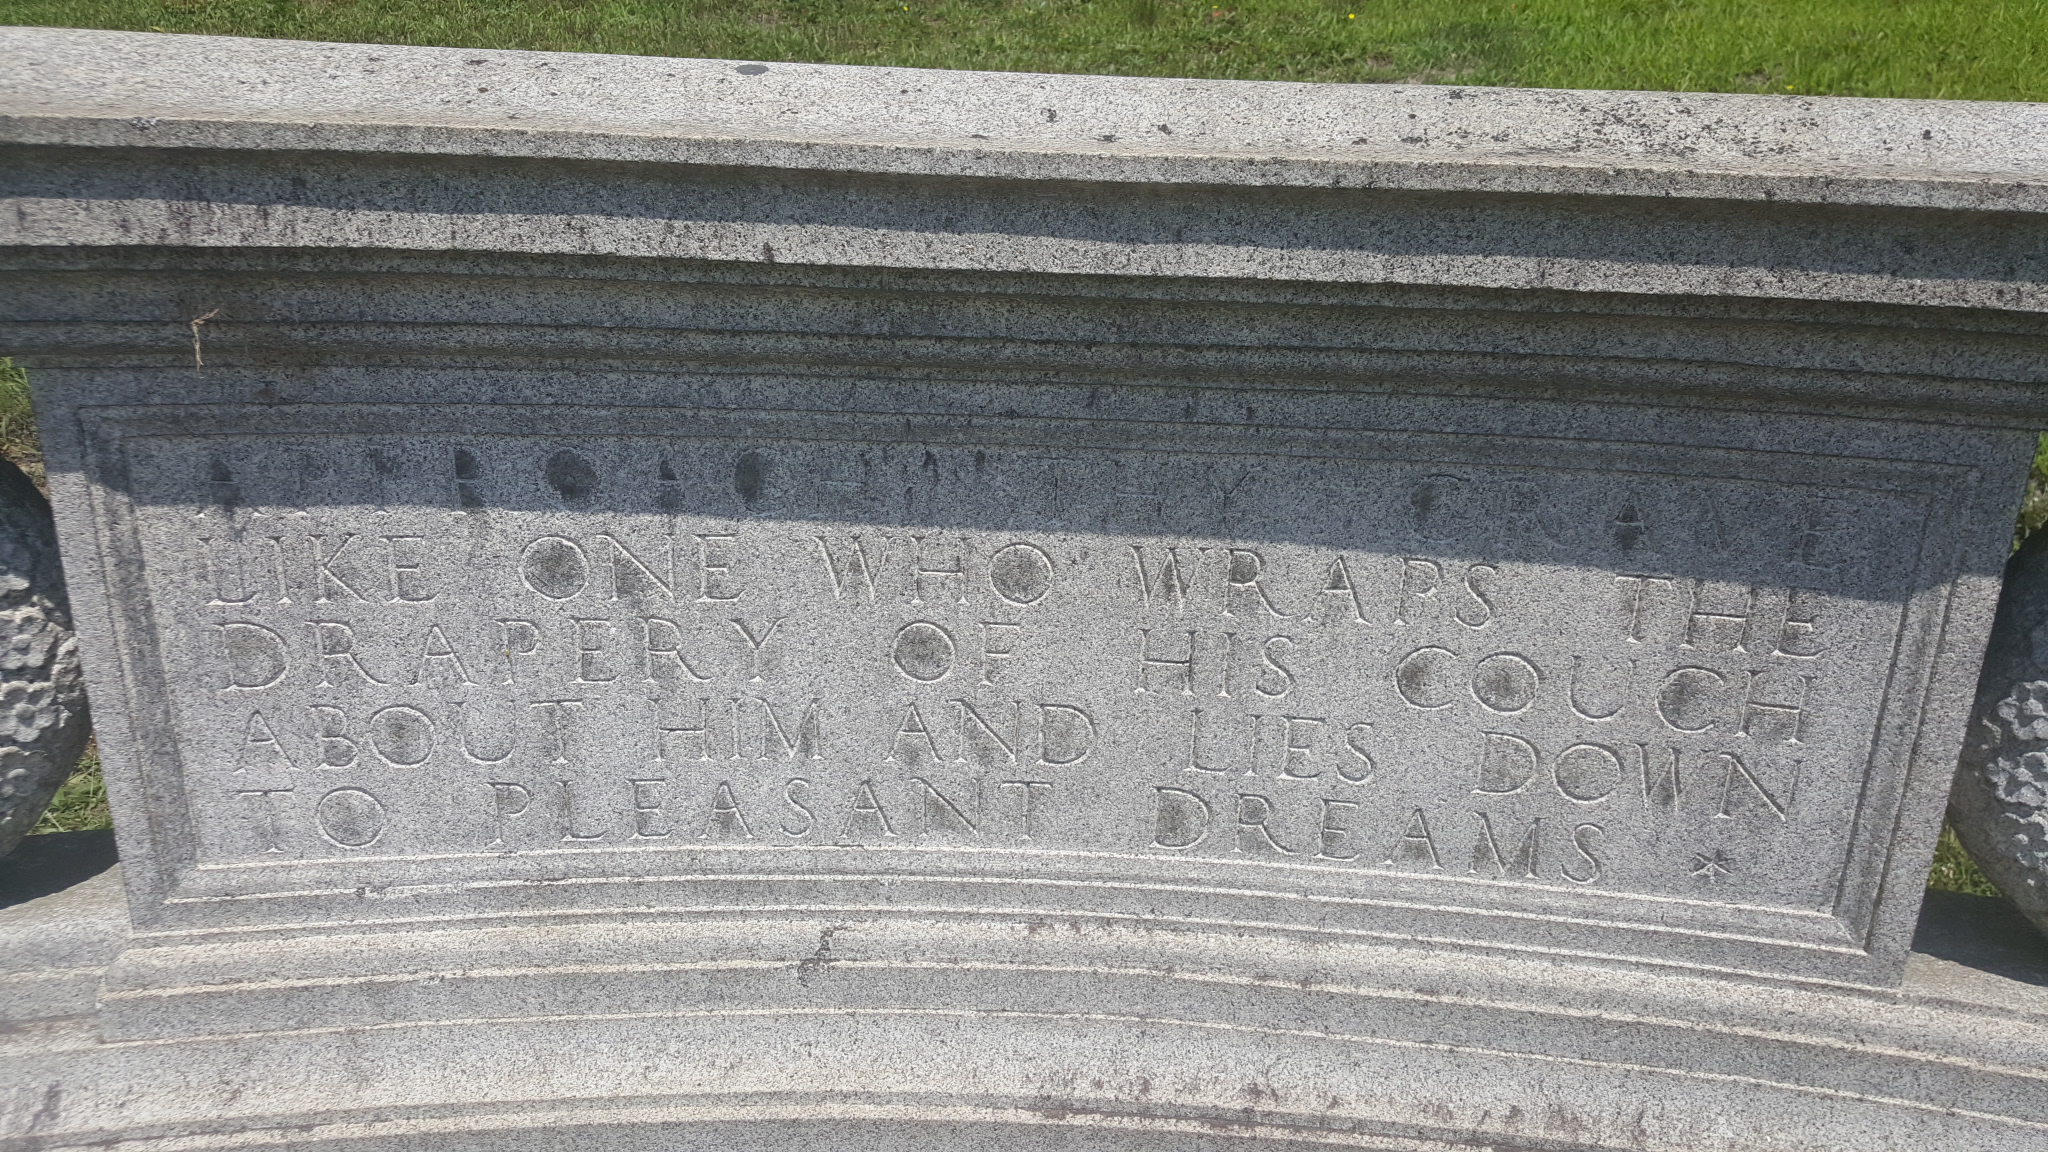 APPROACH THY GRAVE
LIKE ONE WHO WRAPS THE
DRAPERY OF HIS COUCH
ABOUT HIM AND LIES DOWN
TO PLEASANT DREAMS *